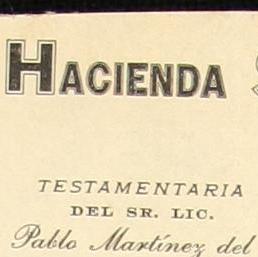 HACIENDA
TESTAMENTARIA
DEL SR. LIC.
Pablo Martínez del